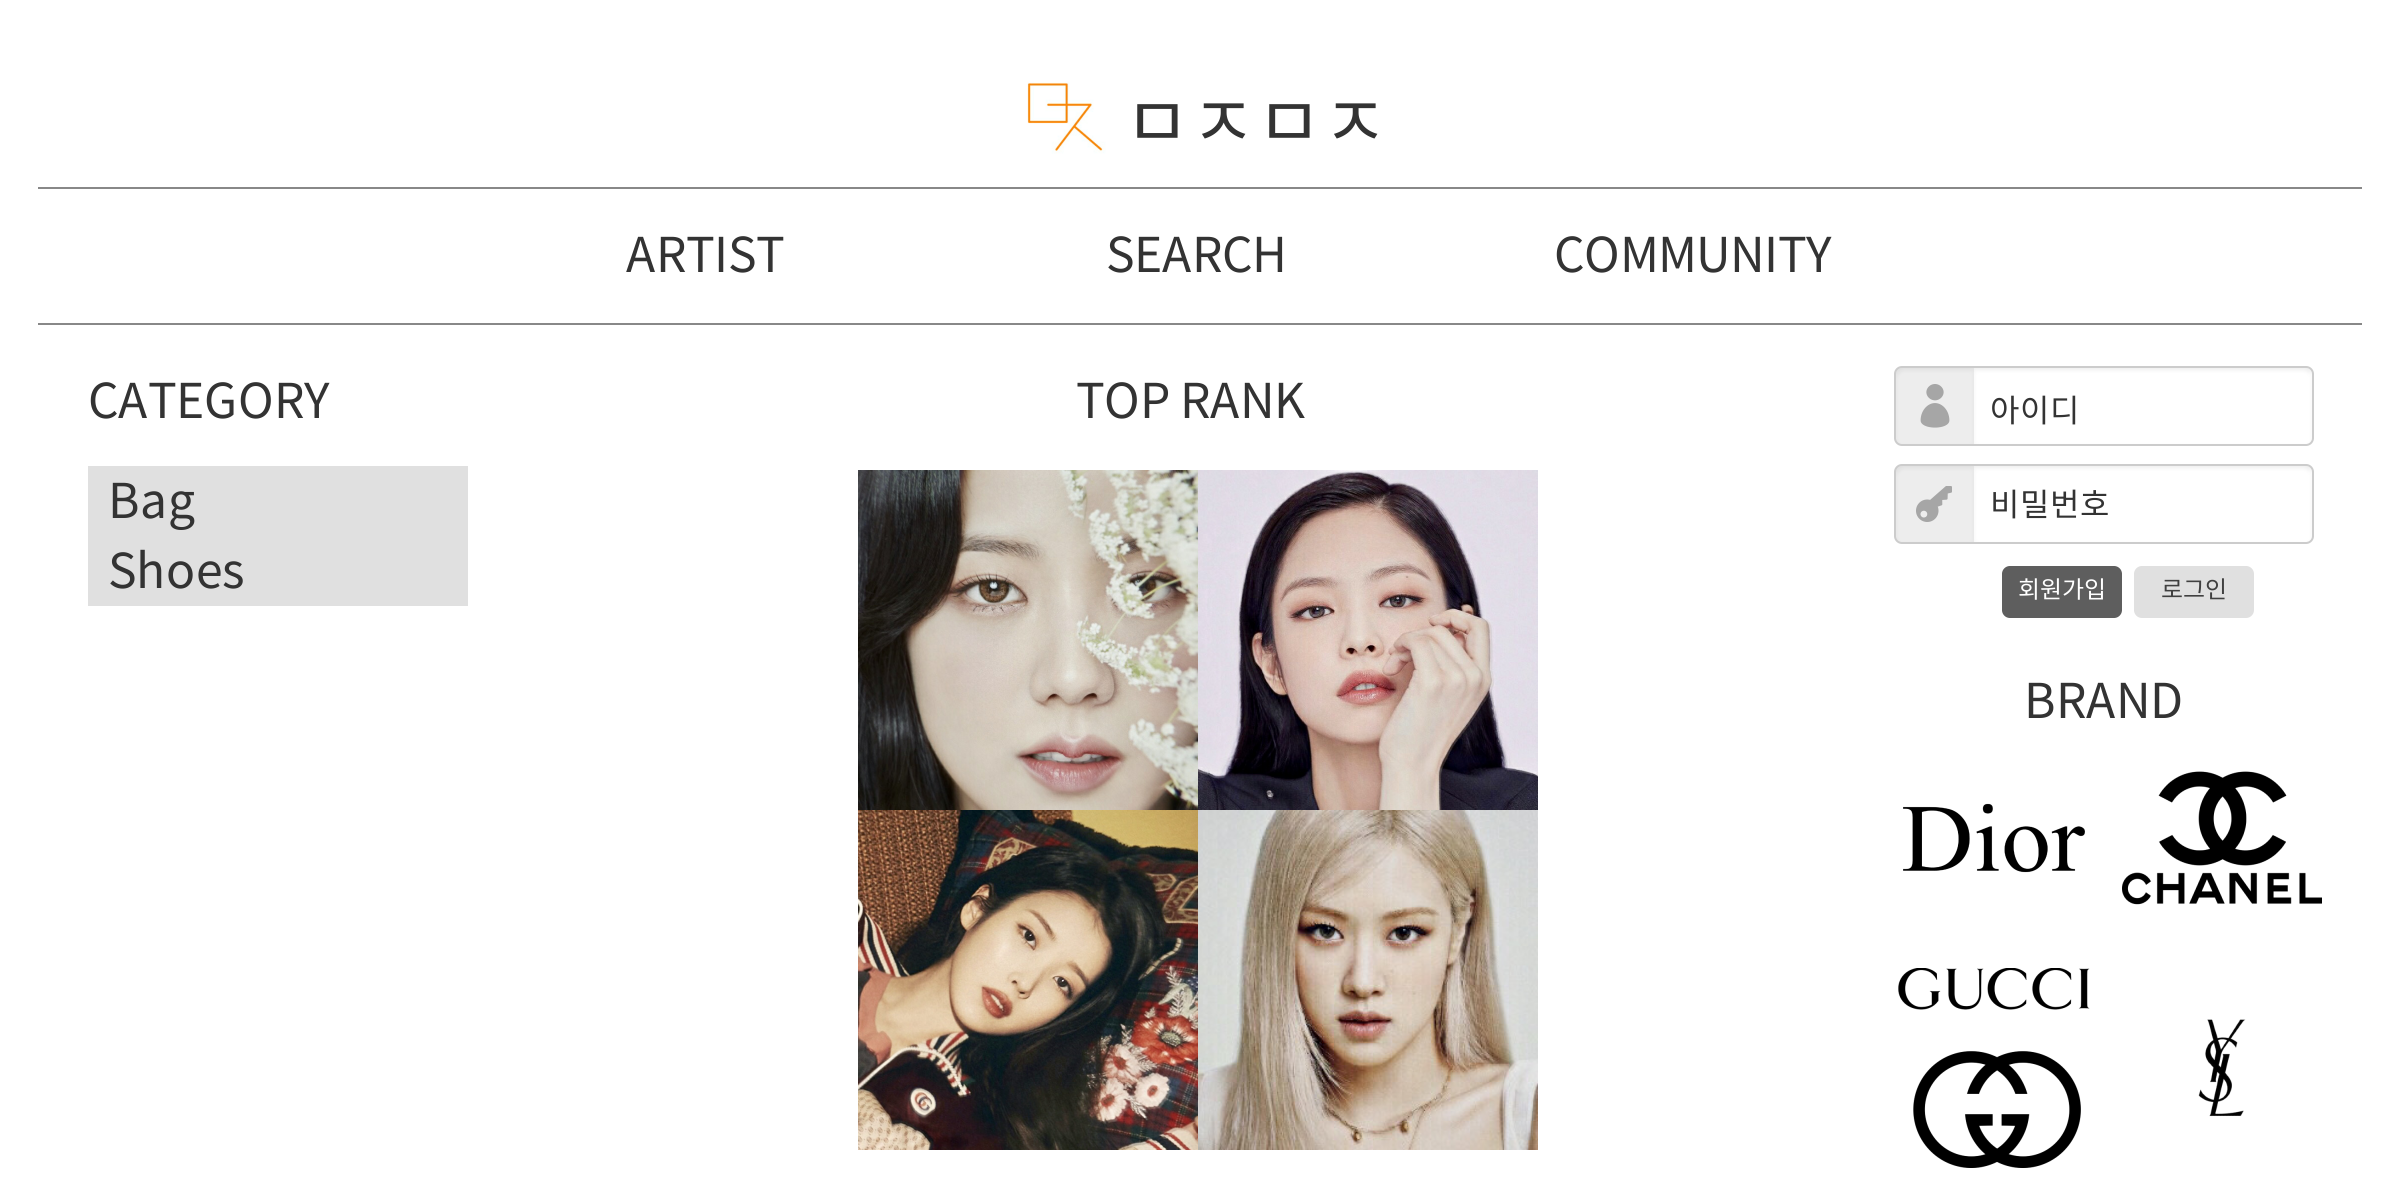 ㅁㅈㅁㅈ
ARTIST SEARCH COMMUNITY
CATEGORY
Bag
Shoes
TOP RANK
아이디
비밀번호
회원가입 로그인
BRAND
Dior
CHANEL
GUCCI
YSL